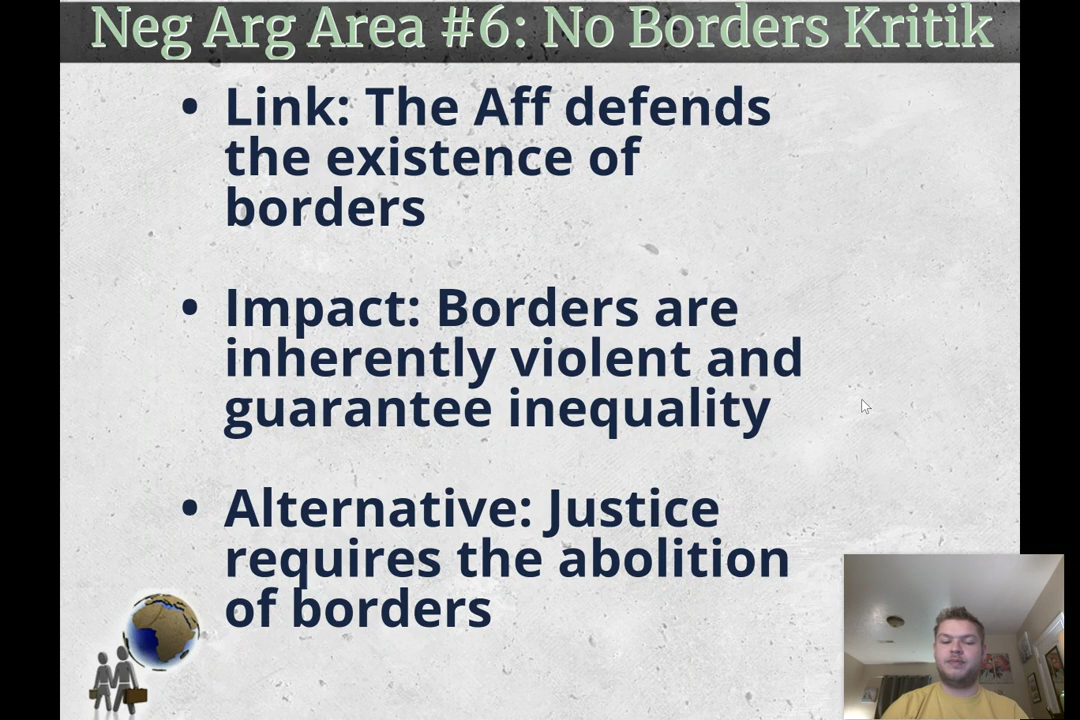 Neg Arg Area #6: No Borders Kritik
• Link: The Aff defends
the existence of
borders
• Impact: Borders are
inherently violent and
guarantee inequality
• Alternative: Justice
requires the abolition
of borders